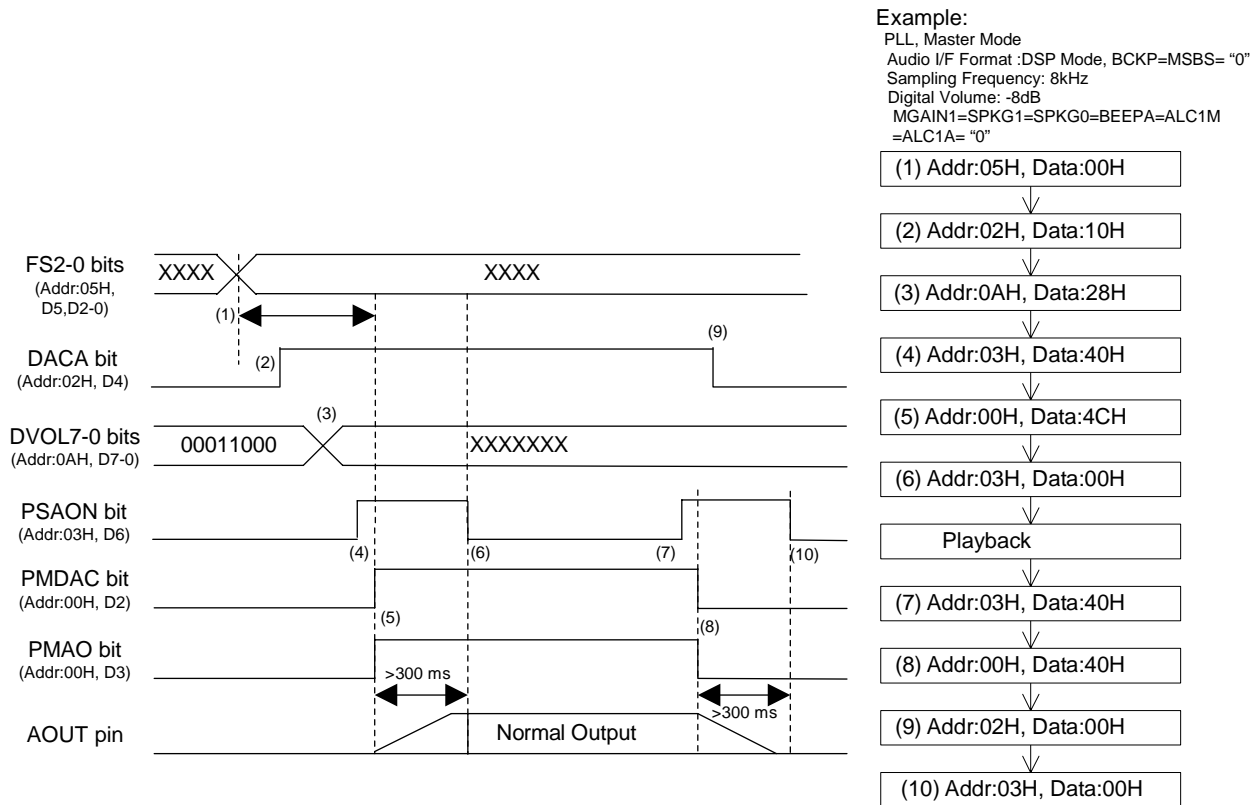 Example:
PLL, Master Mode
Audio I/F Format :DSP Mode, BCKP=MSBS= “0”
Sampling Frequency: 8kHz
Digital Volume: -8dB
MGAIN1=SPKG1=SPKG0=BEEPA=ALC1M
=ALC1A= “0”
(1) Addr:05H, Data:00H
(2) Addr:02H, Data:10H
(3) Addr:0AH, Data:28H
(4) Addr:03H, Data:40H
(5) Addr:00H, Data:4CH
(6) Addr:03H, Data:00H
Playback
(7) Addr:03H, Data:40H
(8) Addr:00H, Data:40H
(9) Addr:02H, Data:00H
(10) Addr:03H, Data:00H
FS2-0 bits
(Addr:05H,
D5,D2-0)
XXXX
XXXX
(1)
DACA bit
(Addr:02H, D4)
(2)
(9)
DVOL7-0 bits
(Addr:0AH, D7-0)
00011000
(3)
XXXXXXX
PSAON bit
(Addr:03H, D6)
(4)
(6)
(7)
(10)
PMDAC bit
(Addr:00H, D2)
(5)
(8)
PMAO bit
(Addr:00H, D3)
>300 ms
>300 ms
AOUT pin
Normal Output